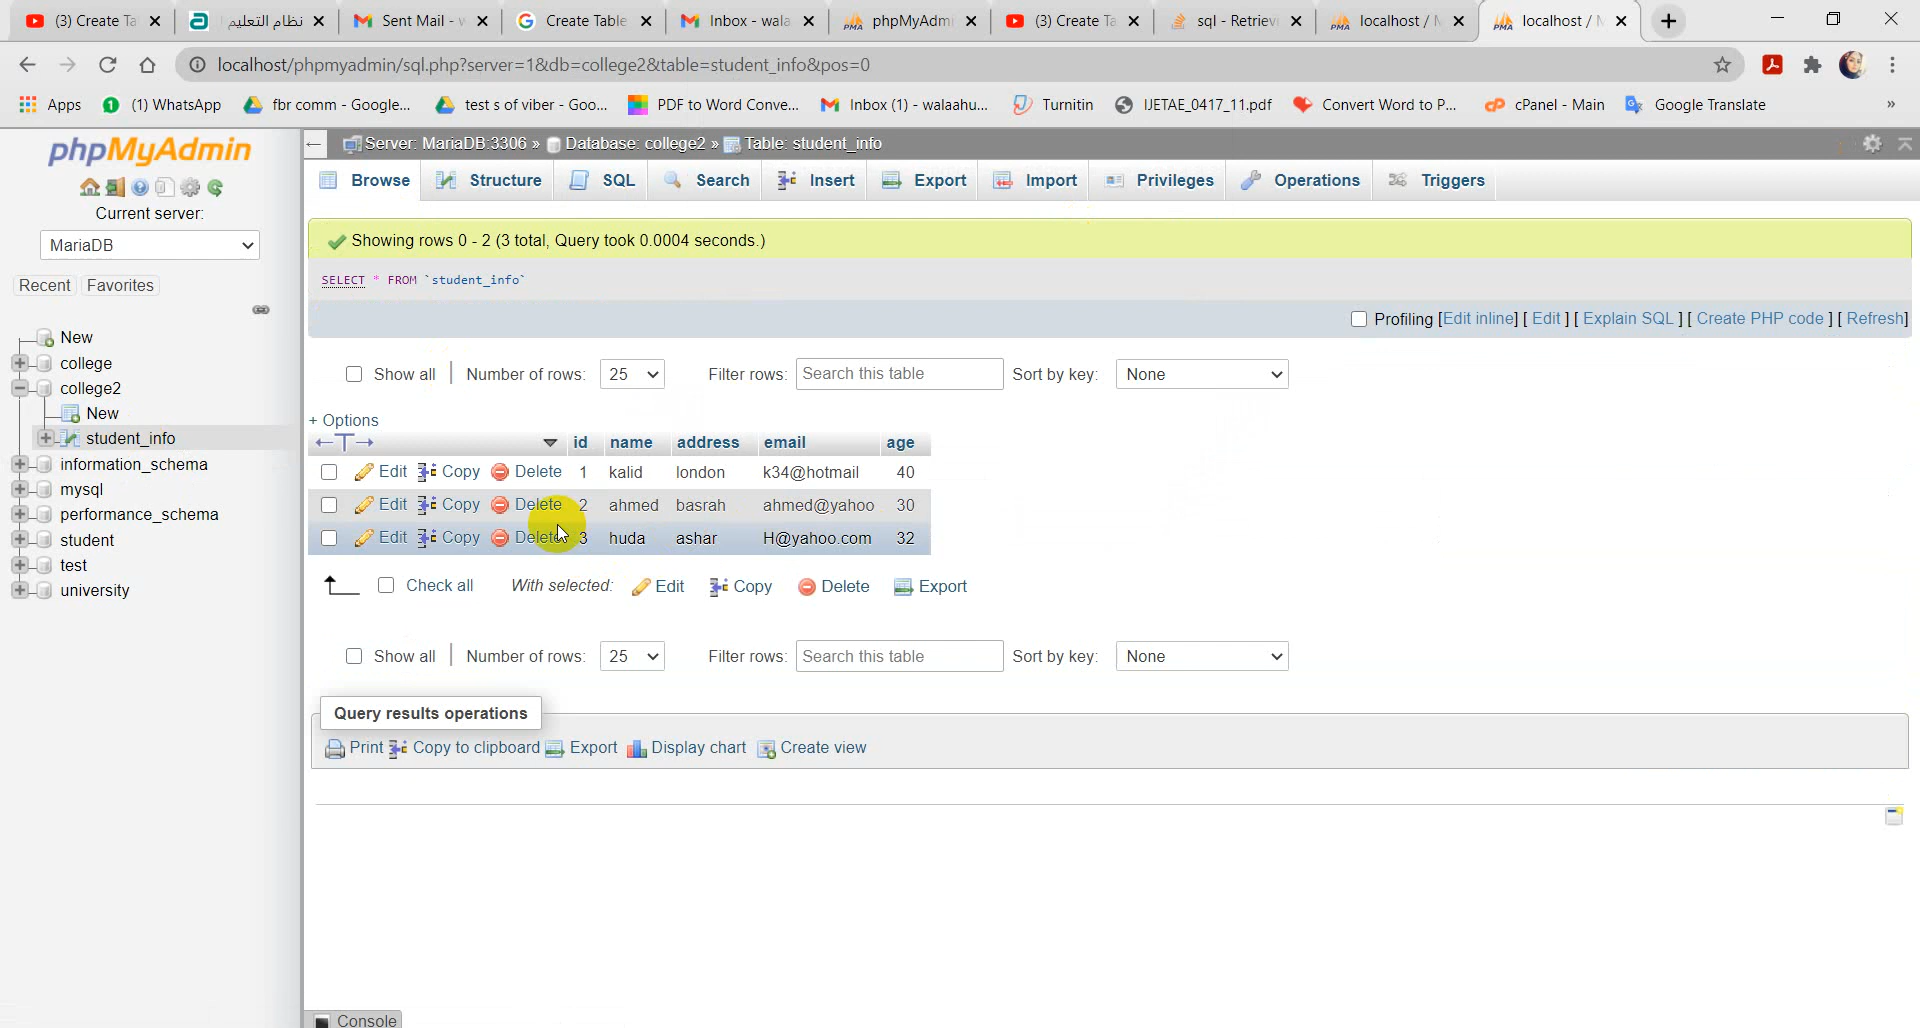 (3) Create Ta
نظام التعليم
Sent Mail - w
Create Table
Inbox - wala
phpMyAdmi
(3) Create Ta
sql - Retriev
localhost / M
localhost / M
localhost/phpmyadmin/sql.php?server=1&db=college2&table=student_info&pos=0
Apps
(1) WhatsApp
fbr comm - Google...
test s of viber - Goo...
PDF to Word Conve...
Inbox (1) - walaahu...
Turnitin
IJETAE_0417_11.pdf
Convert Word to P...
cPanel - Main
Google Translate
»
phpMyAdmin
Current server:
MariaDB
Recent Favorites
New
college
college2
New
student_info
information_schema
mysql
performance_schema
student
test
university
Server: MariaDB:3306 » Database: college2 » Table: student_info
Browse Structure SQL Search Insert Export Import Privileges Operations Triggers
Showing rows 0 - 2 (3 total, Query took 0.0004 seconds.)
SELECT * FROM `student_info`
Profiling [Edit inline] [ Edit ] [ Explain SQL ] [ Create PHP code ] [ Refresh]
Show all | Number of rows: 25 Filter rows: Search this table Sort by key: None
+ Options
id name address email age
Edit Copy Delete 1 kalid london k34@hotmail 40
Edit Copy Delete 2 ahmed basrah ahmed@yahoo 30
Edit Copy Delete 3 huda ashar H@yahoo.com 32
Check all With selected: Edit Copy Delete Export
Show all | Number of rows: 25 Filter rows: Search this table Sort by key: None
Query results operations
Print Copy to clipboard Export Display chart Create view
Console